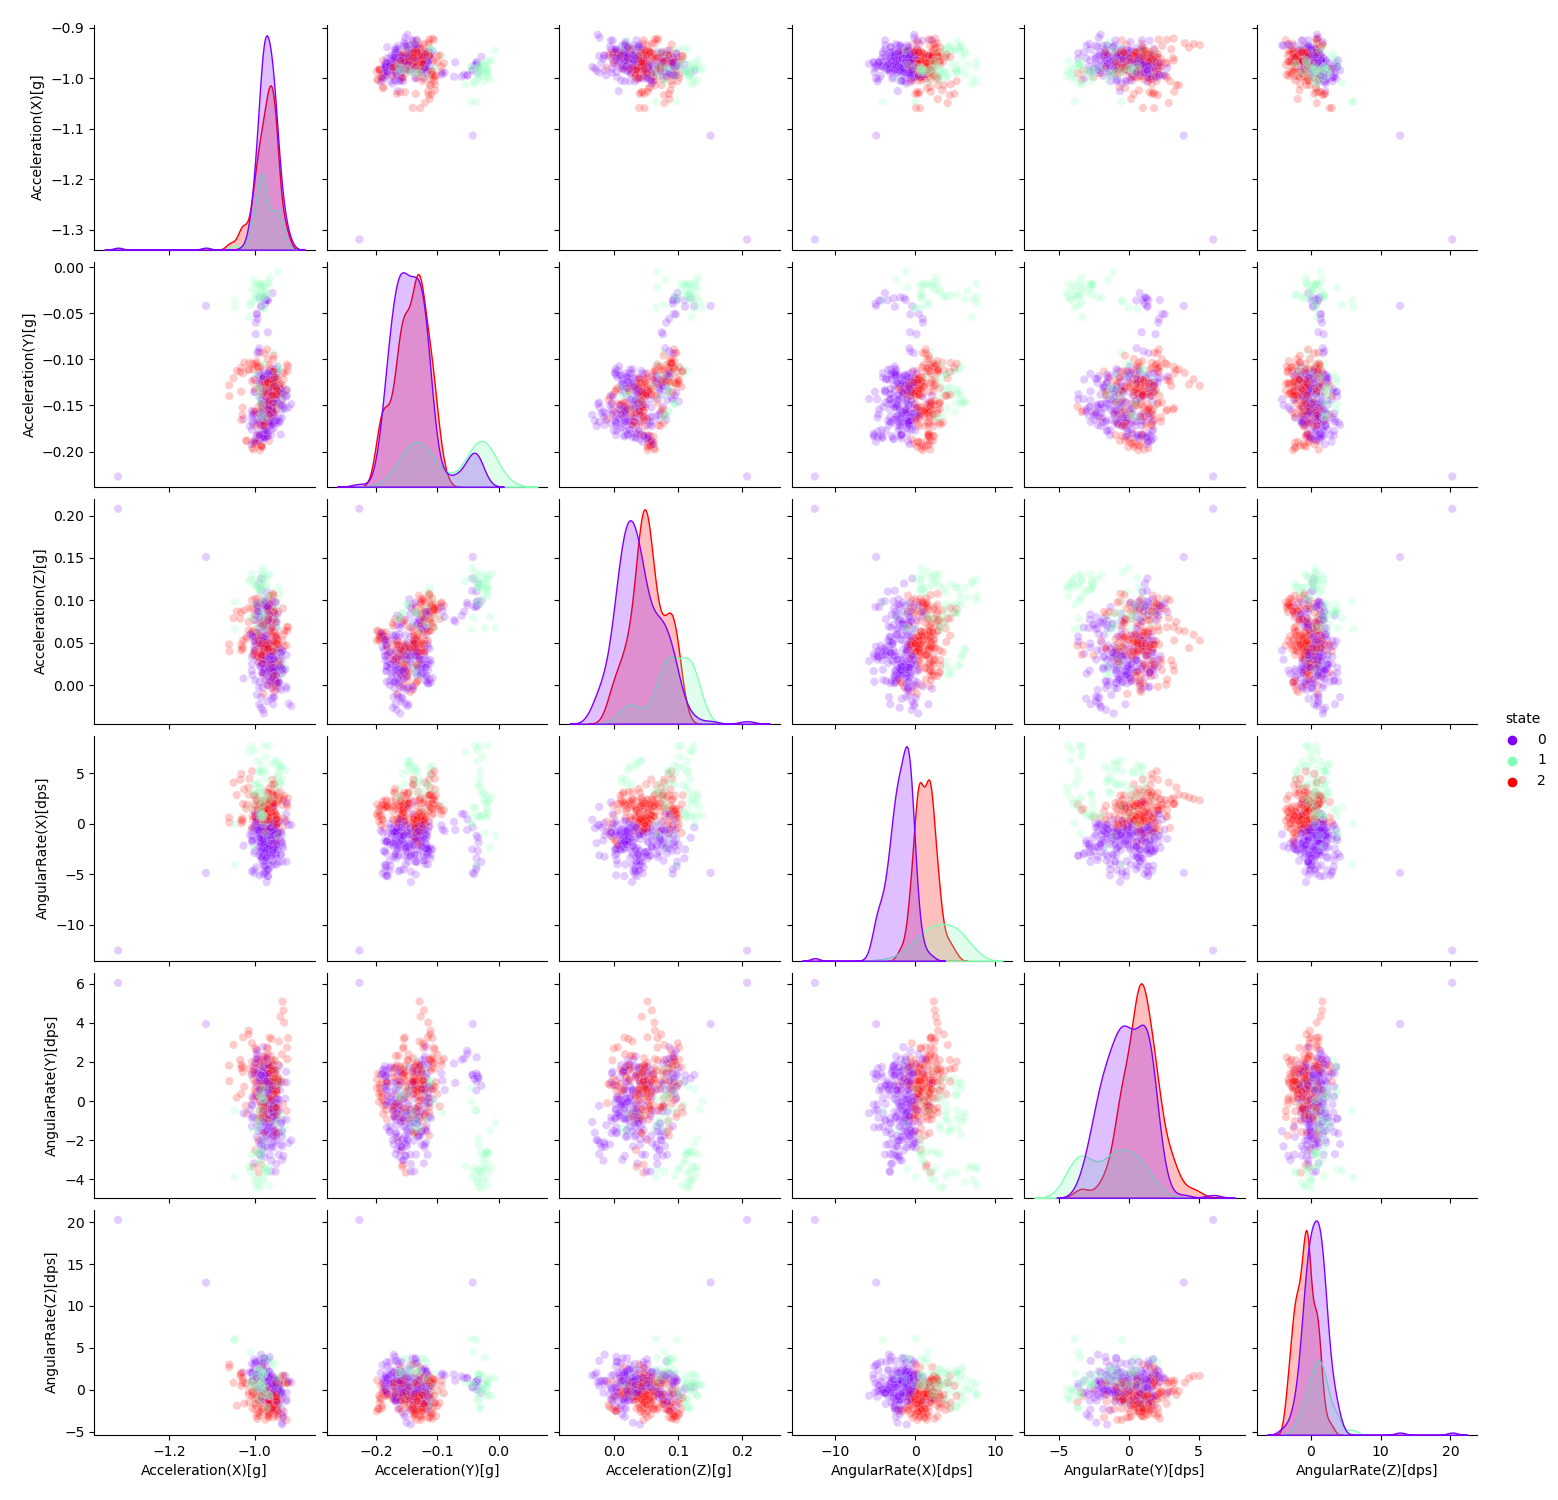 −0.9
−1.0
−1.1
−1.2
−1.3
Acceleration(X)[g]
0.00
−0.05
−0.10
−0.15
−0.20
Acceleration(Y)[g]
0.20
0.15
0.10
0.05
0.00
Acceleration(Z)[g]
5
0
−5
−10
AngularRate(X)[dps]
6
4
2
0
−2
−4
AngularRate(Y)[dps]
20
15
10
5
0
−5
AngularRate(Z)[dps]
−1.2 −1.0
Acceleration(X)[g]
−0.2 −0.1 0.0
Acceleration(Y)[g]
0.0 0.1 0.2
Acceleration(Z)[g]
−10 0 10
AngularRate(X)[dps]
−5 0 5
AngularRate(Y)[dps]
0 10 20
AngularRate(Z)[dps]
state
0
1
2